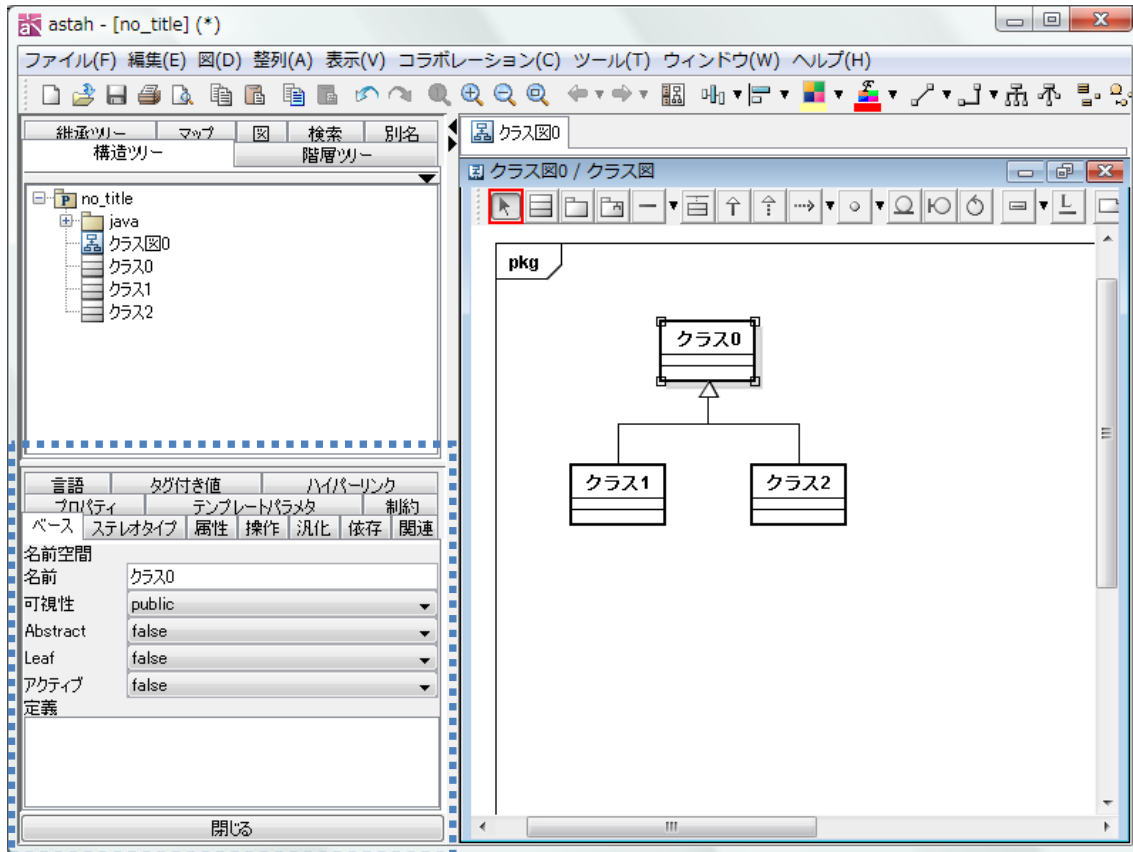 astah - [no_title] (*)
ファイル(F) 編集(E) 図(D) 整列(A) 表示(V) コラボレーション(C) ツール(T) ウィンドウ(W) ヘルプ(H)
継承ツリー マップ 図 検索 別名
構造ツリー 階層ツリー
no_title
java
クラス図0
クラス0
クラス1
クラス2
言語 タグ付き値 ハイパーリンク
プロパティ テンプレートパラメタ 制約
ベース ステレオタイプ 属性 操作 汎化 依存 関連
名前空間
名前 クラス0
可視性 public
Abstract false
Leaf false
アクティブ false
定義
閉じる
クラス図0
クラス図0 / クラス図
pkg
クラス0
クラス1 クラス2